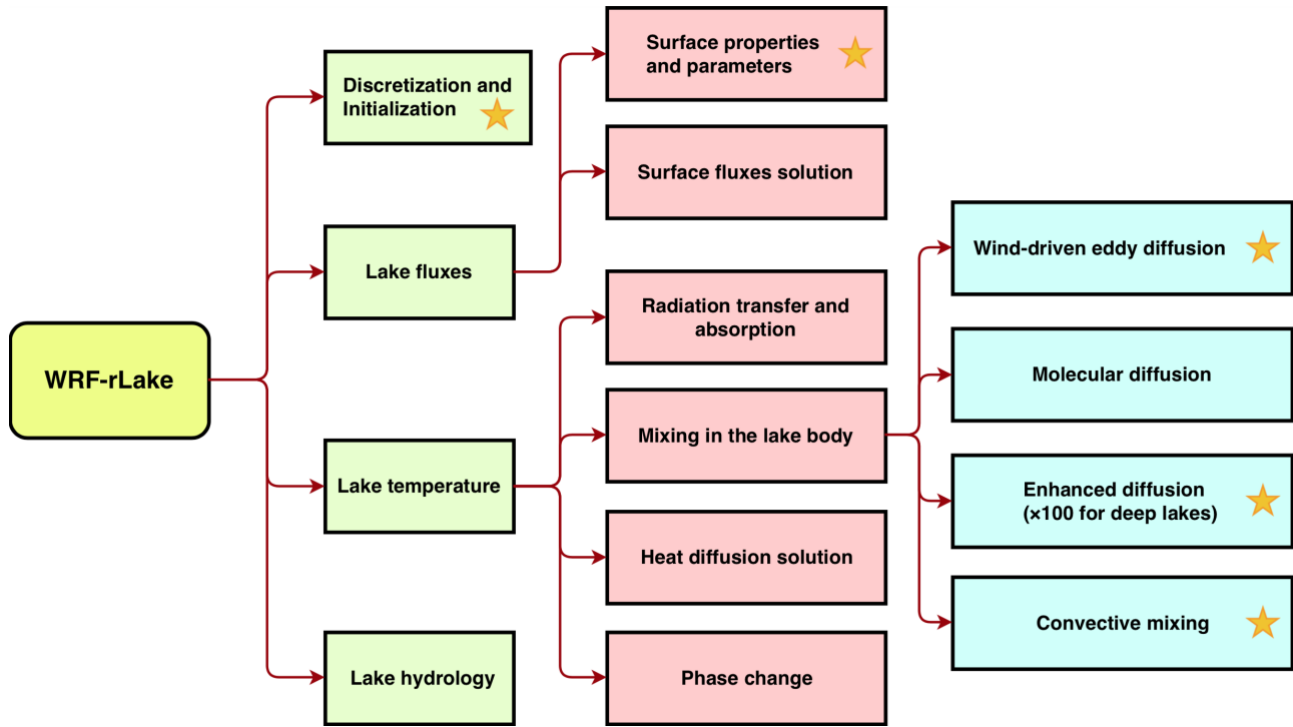 WRF-rLake
Discretization and
Initialization
Lake fluxes
Lake temperature
Lake hydrology
Surface properties
and parameters
Surface fluxes solution
Radiation transfer and
absorption
Mixing in the lake body
Heat diffusion solution
Phase change
Wind-driven eddy diffusion
Molecular diffusion
Enhanced diffusion
(×100 for deep lakes)
Convective mixing